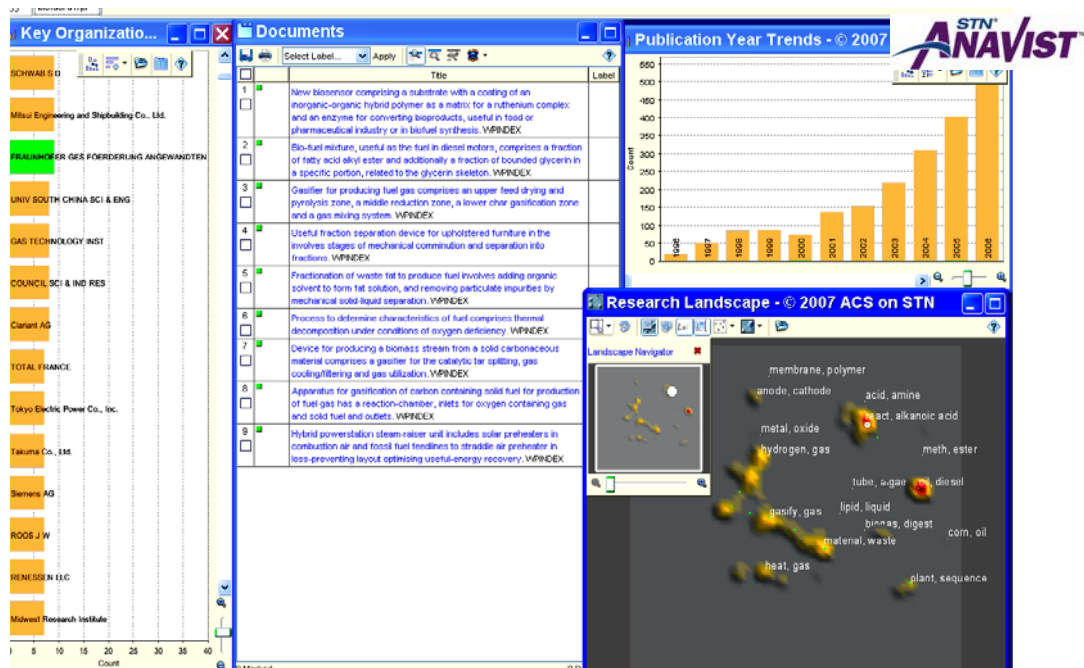 STN®
ANAVIST™
Key Organizatio...
SCHWAB S D
Mitsui Engineering and Shipbuilding Co., Ltd.
FRAUNHOFER GES FOERDERUNG ANGEWANDTEN
UNIV SOUTH CHINA SCI & ENG
GAS TECHNOLOGY INST
COUNCIL SCI & IND RES
Clariant AG
TOTAL FRANCE
Tokyo Electric Power Co., Inc.
Takuma Co., Ltd.
Siemens AG
ROOS J W
RENESSEN LLC
Midwest Research Institute
5 10 15 20 25 30 35 40
Count
Documents
Select Label... Apply
Title Label
1 New biosensor comprising a substrate with a coating of an
inorganic-organic hybrid polymer as a matrix for a ruthenium complex
and an enzyme for converting bioproducts, useful in food or
pharmaceutical industry or in biofuel synthesis. WPINDEX
2 Bio-fuel mixture, useful as the fuel in diesel motors, comprises a fraction
of fatty acid alkyl ester and additionally a fraction of bounded glycerin in
a specific portion, related to the glycerin skeleton. WPINDEX
3 Gasifier for producing fuel gas comprises an upper feed drying and
pyrolysis zone, a middle reduction zone, a lower char gasification zone
and a gas mixing system. WPINDEX
4 Useful fraction separation device for upholstered furniture in the
involves stages of mechanical comminution and separation into
fractions. WPINDEX
5 Fractionation of waste fat to produce fuel involves adding organic
solvent to form fat solution, and removing particulate impurities by
mechanical solid-liquid separation. WPINDEX
6 Process to determine characteristics of fuel comprises thermal
decomposition under conditions of oxygen deficiency. WPINDEX
7 Device for producing a biomass stream from a solid carbonaceous
material comprises a gasifier for the catalytic tar splitting, gas
cooling/filtering and gas utilization. WPINDEX
8 Apparatus for gasification of carbon containing solid fuel for production
of fuel gas has a reaction-chamber, inlets for oxygen containing gas
and solid fuel and outlets. WPINDEX
9 Hybrid powerstation steam-raiser unit includes solar preheaters in
combustion air and fossil fuel feedlines to straddle air preheater in
loss-preventing layout optimising useful-energy recovery. WPINDEX
Publication Year Trends - © 2007
550
500
450
400
350
300
250
200
150
100
50
0
Count
1996 1997 1998 1999 2000 2001 2002 2003 2004 2005 2006
Research Landscape - © 2007 ACS on STN
Landscape Navigator
membrane, polymer
anode, cathode
acid, amine
react, alkanoic acid
metal, oxide
hydrogen, gas
meth, ester
tube, algae
oil, diesel
lipid, liquid
gasify, gas
biogas, digest
corn, oil
material, waste
heat, gas
plant, sequence